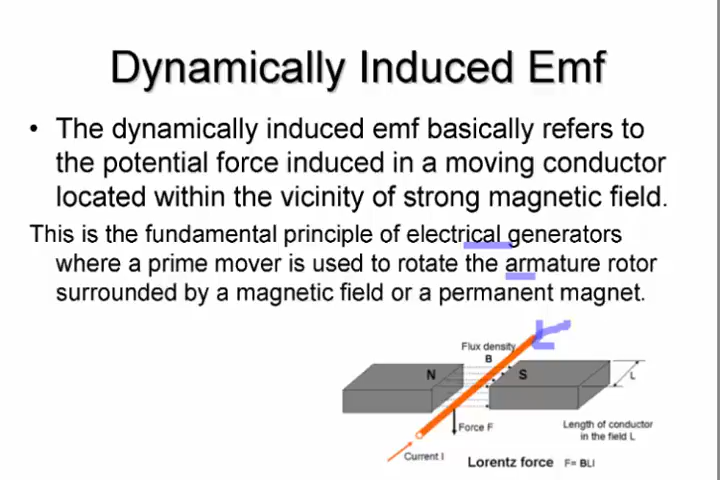 Dynamically Induced Emf
• The dynamically induced emf basically refers to
the potential force induced in a moving conductor
located within the vicinity of strong magnetic field.
This is the fundamental principle of electrical generators
where a prime mover is used to rotate the armature rotor
surrounded by a magnetic field or a permanent magnet.
Flux density
B
N
S
L
Force F
Length of conductor
in the field L
Current I
Lorentz force F= BLI